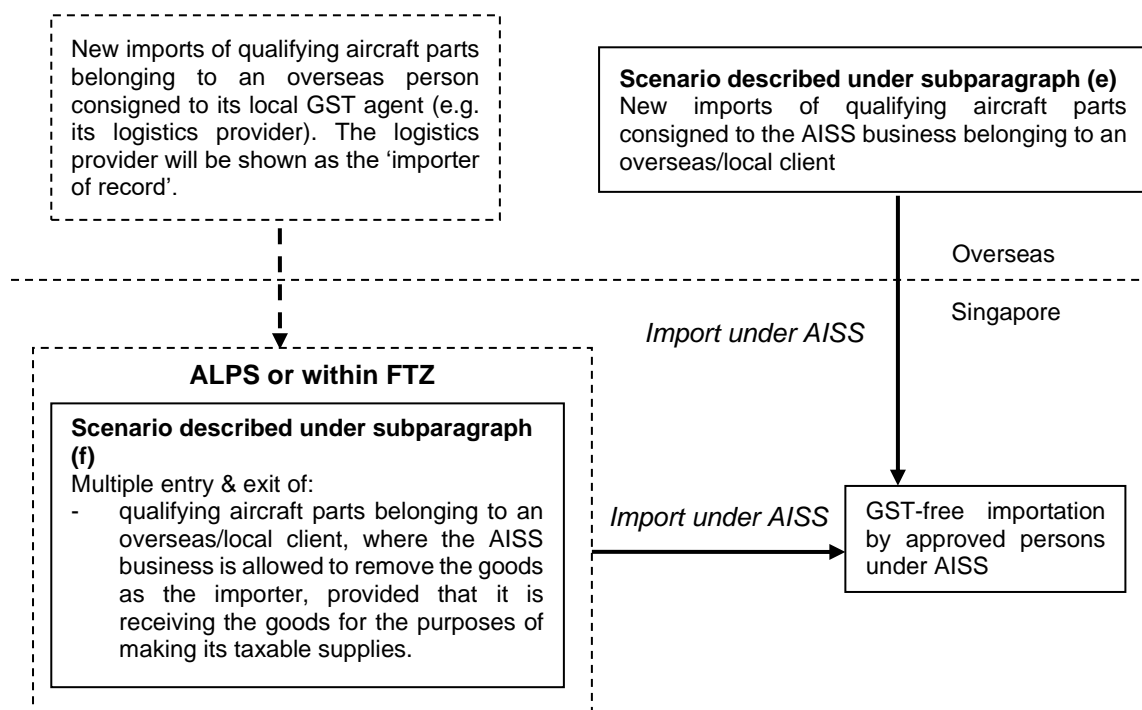 New imports of qualifying aircraft parts
belonging to an overseas person
consigned to its local GST agent (e.g.
its logistics provider). The logistics
provider will be shown as the ‘importer
of record’.
Scenario described under subparagraph (e)
New imports of qualifying aircraft parts
consigned to the AISS business belonging to an
overseas/local client
Overseas
Singapore
Import under AISS
ALPS or within FTZ
Scenario described under subparagraph
(f)
Multiple entry & exit of:
- qualifying aircraft parts belonging to an
overseas/local client, where the
AISS business is allowed to remove the goods
as the importer, provided that it is
receiving the goods for the purposes of
making its taxable supplies.
Import under AISS
GST-free importation
by approved persons
under AISS